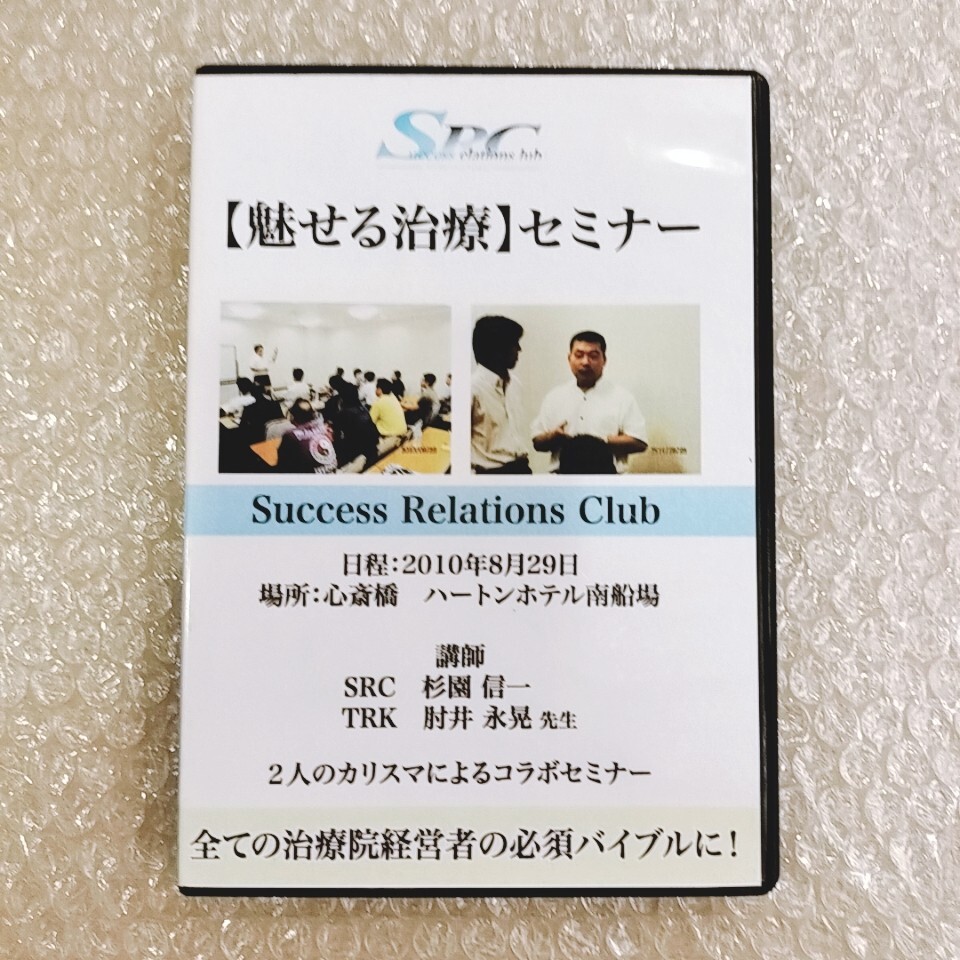 SRC
【魅せる治療】セミナー
Success Relations Club
日程：2010年8月29日
場所：心斎橋　ハートンホテル南船場
講師
SRC　杉園 信一
TRK　肘井 永晃 先生
2人のカリスマによるコラボセミナー
全ての治療院経営者の必須バイブルに！